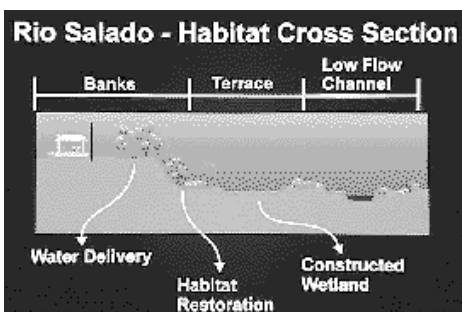 Rio Salado - Habitat Cross Section
Banks
Terrace
Low Flow
Channel
Water Delivery
Habitat
Restoration
Constructed
Wetland